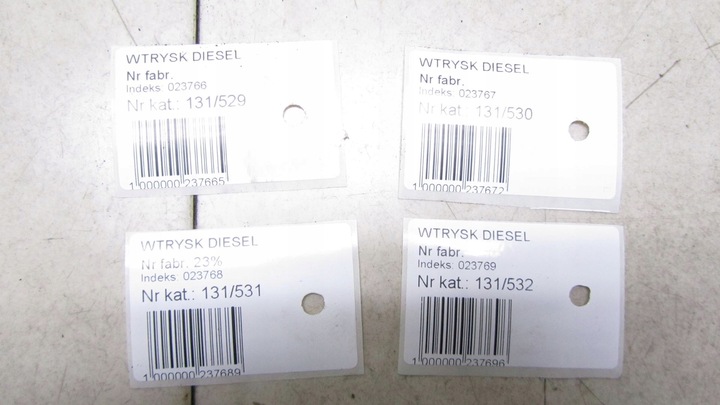 WTRYSK DIESEL
Nr fabr.
Indeks: 023766
Nr kat.: 131/529
1 000000 237665
WTRYSK DIESEL
Nr fabr.
Indeks: 023767
Nr kat.: 131/530
1 000000 237672
WTRYSK DIESEL
Nr fabr. 23%
Indeks: 023768
Nr kat.: 131/531
1 000000 237689
WTRYSK DIESEL
Nr fabr.
Indeks: 023769
Nr kat.: 131/532
1 000000 237696